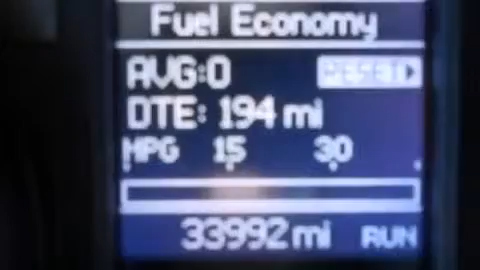 Fuel Economy
AVG:0 RESET
DTE: 194 mi
MPG 15 30
33992 mi RUN